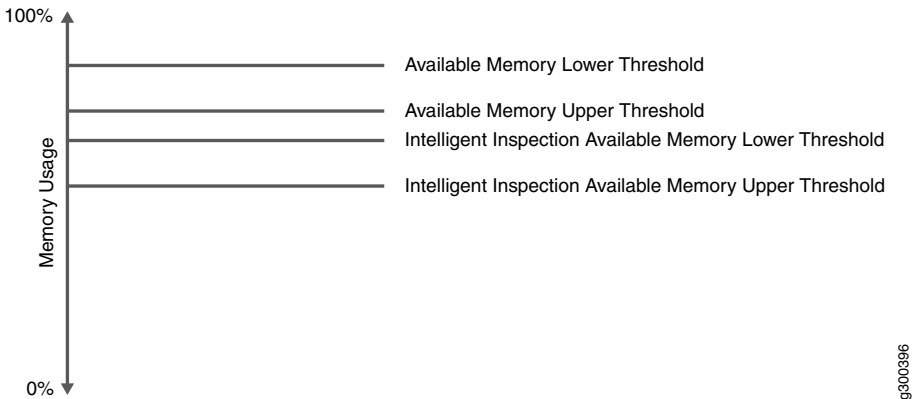 100%
Available Memory Lower Threshold
Available Memory Upper Threshold
Intelligent Inspection Available Memory Lower Threshold
Intelligent Inspection Available Memory Upper Threshold
Memory Usage
0%
g300396